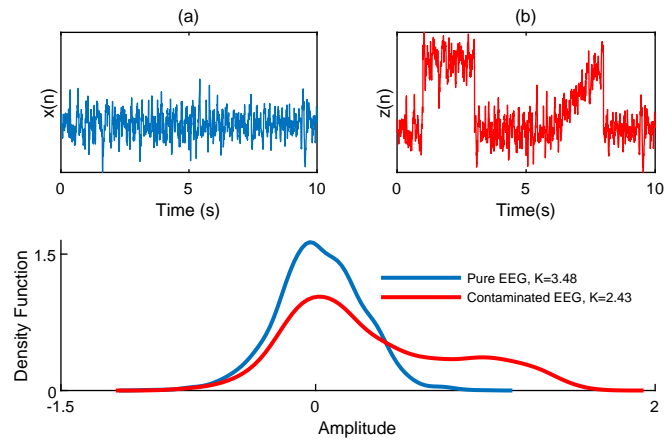 (a)
(b)
x(n)
z(n)
0
5
10
0
5
10
Time (s)
Time(s)
1.5
Pure EEG, K=3.48
Contaminated EEG, K=2.43
Density Function
0
-1.5
0
2
Amplitude